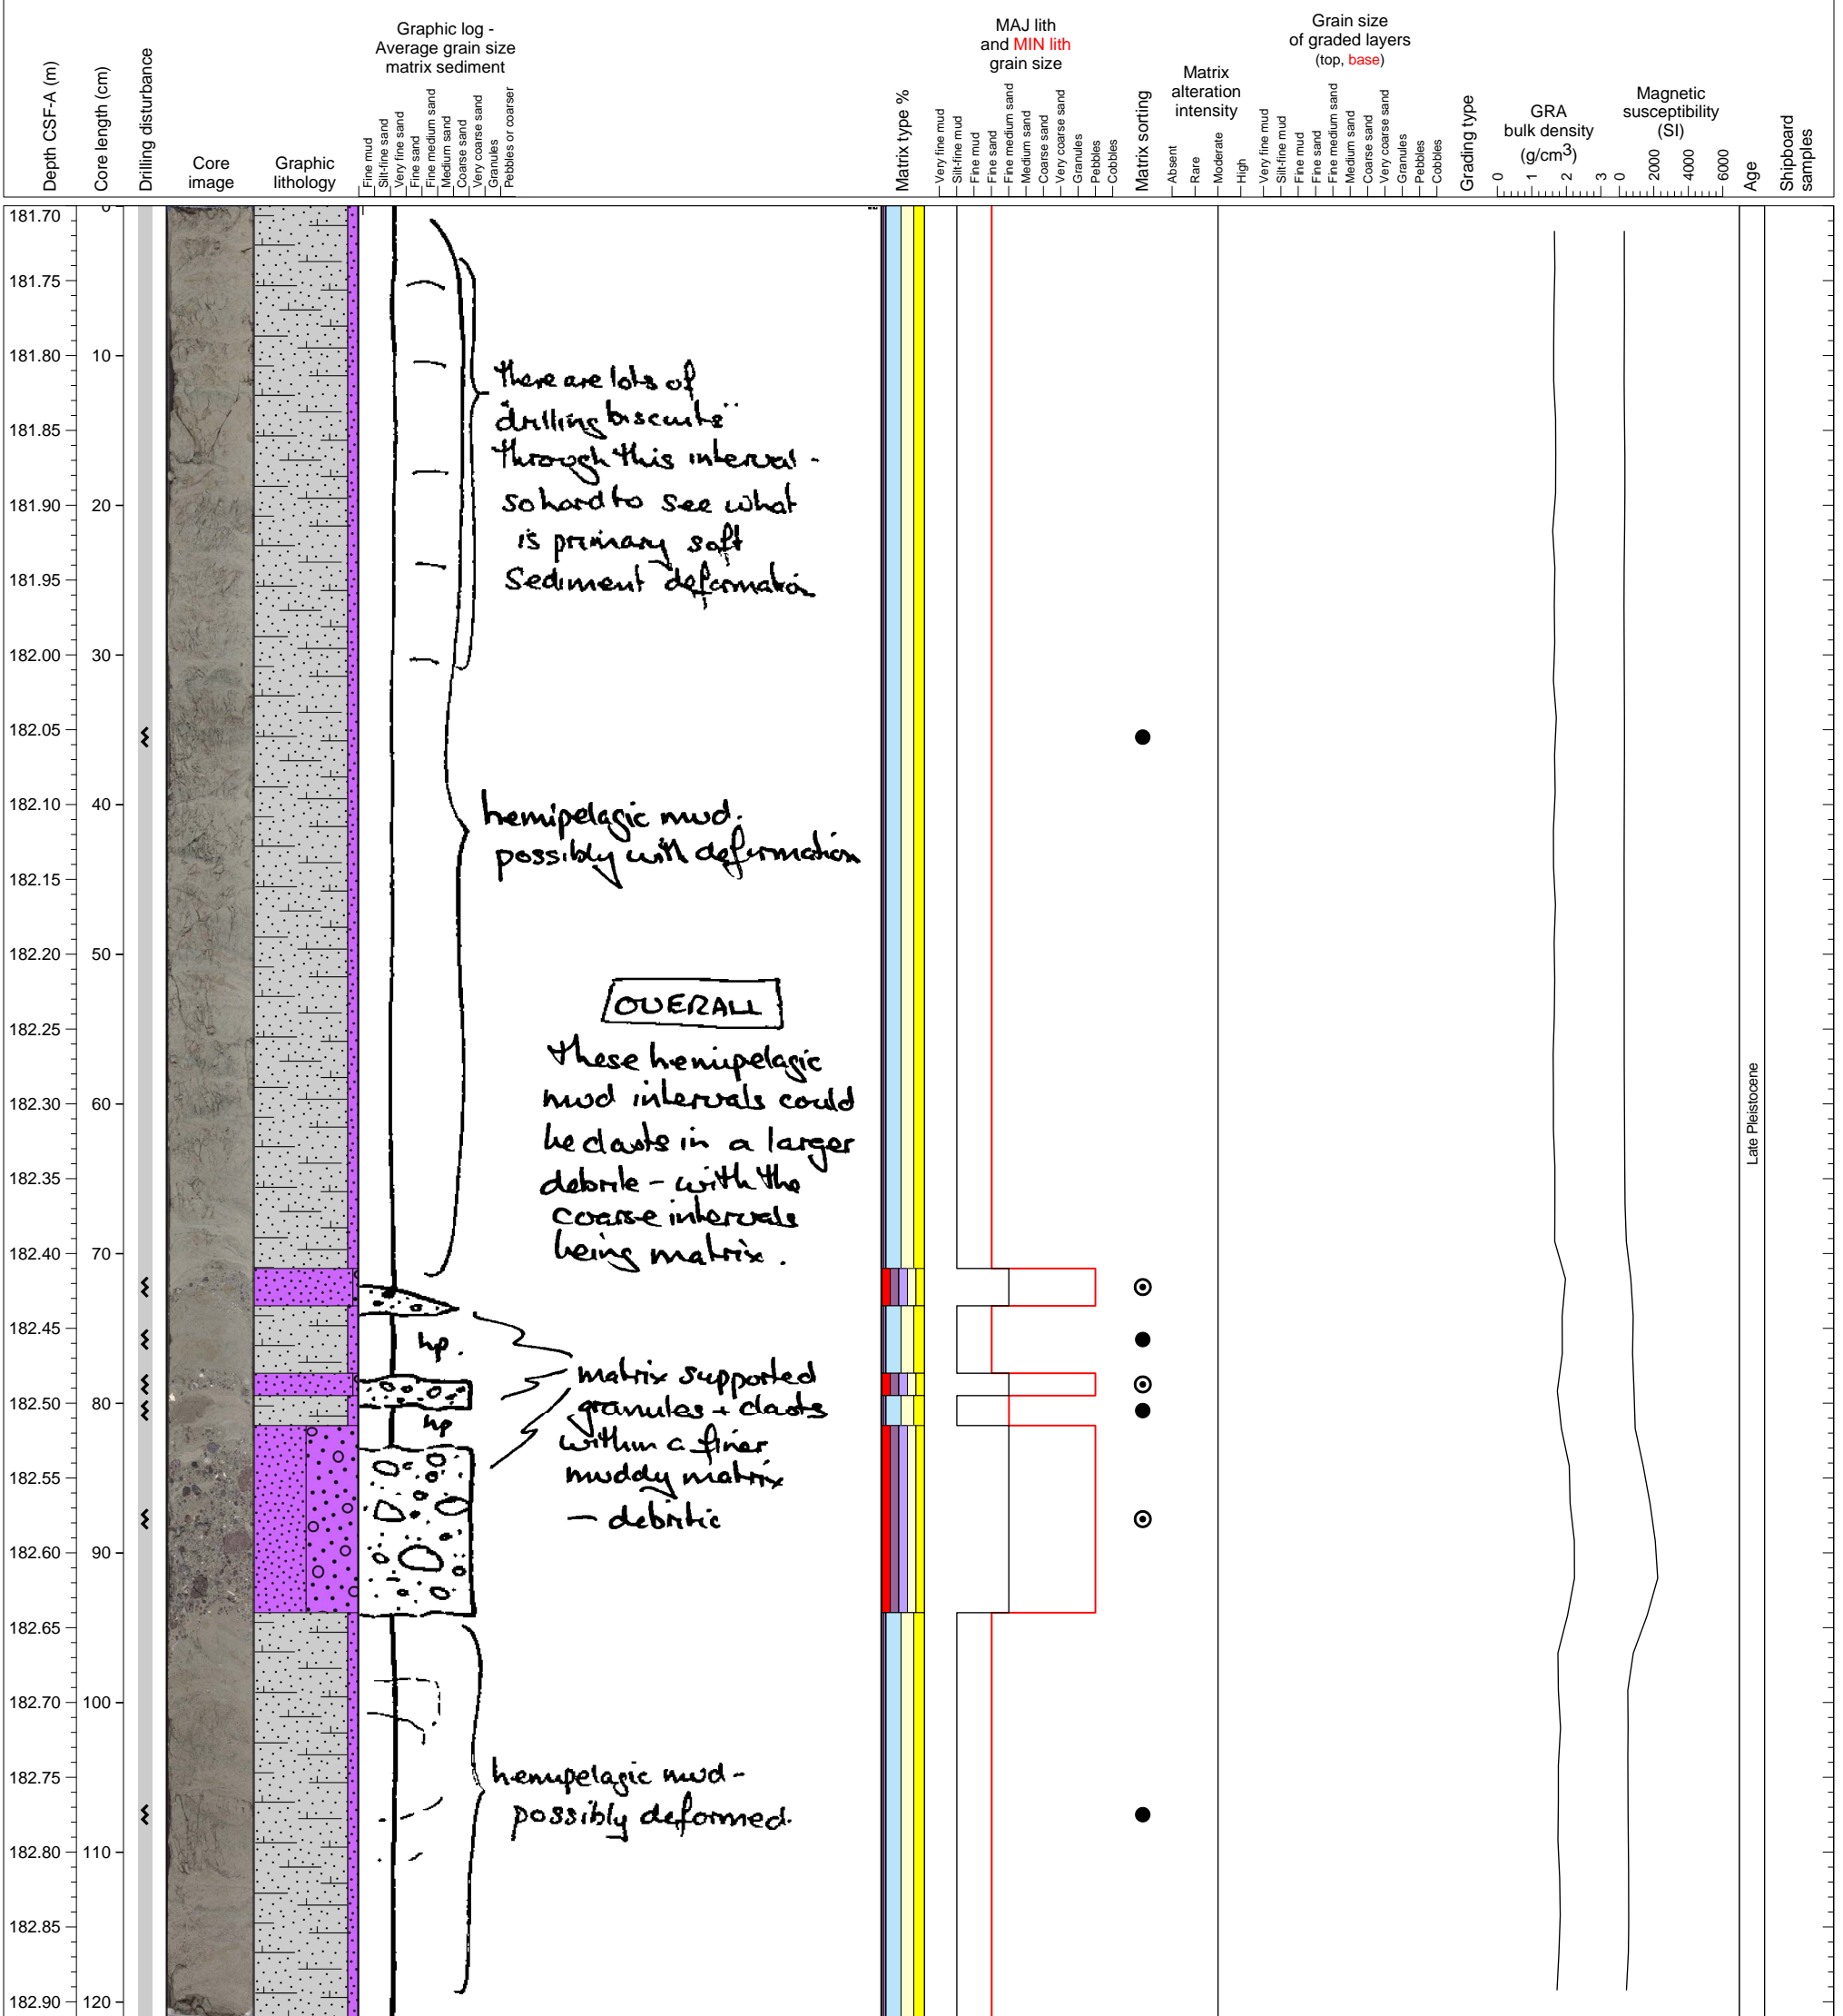 Depth CSF-A (m)
Core length (cm)
Drilling disturbance
Core
image
Graphic
lithology
Graphic log -
Average grain size
matrix sediment
Fine mud
Silt-fine sand
Very fine sand
Fine sand
Fine medium sand
Medium sand
Coarse sand
Very coarse sand
Granules
Pebbles or coarser
Matrix type %
MAJ lith
and MIN lith
grain size
Very fine mud
Silt-fine mud
Fine mud
Fine sand
Fine medium sand
Medium sand
Coarse sand
Very coarse sand
Granules
Pebbles
Cobbles
Matrix sorting
Matrix
alteration
intensity
Absent
Rare
Moderate
High
Grain size
of graded layers
(top, base)
Very fine mud
Silt-fine mud
Fine mud
Fine sand
Fine medium sand
Medium sand
Coarse sand
Very coarse sand
Granules
Pebbles
Cobbles
Grading type
GRA
bulk density
(g/cm3)
0 1 2 3
Magnetic
susceptibility
(SI)
0 2000 4000 6000
Age
Shipboard
samples
181.70 0
181.75
181.80 10
181.85
181.90 20
181.95
182.00 30
182.05
182.10 40
182.15
182.20 50
182.25
182.30 60
182.35
182.40 70
182.45
182.50 80
182.55
182.60 90
182.65
182.70 100
182.75
182.80 110
182.85
182.90 120
there are lots of
"drilling biscuits"
through this interval -
so hard to see what
is primary soft
Sediment deformation
hemipelagic mud.
possibly with deformation
OVERALL
these hemipelagic
mud intervals could
be clasts in a larger
debrite - with the
coarse intervals
being matrix.
hp.
hp
matrix supported
granules + clasts
within a finer
muddy matrix
- debritic
hemipelagic mud -
possibly deformed.
Late Pleistocene